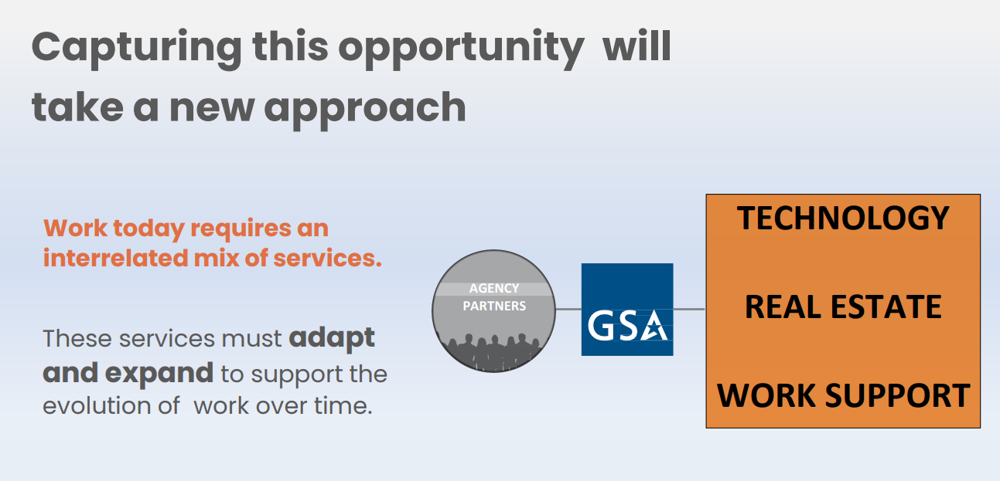 Capturing this opportunity will
take a new approach
Work today requires an
interrelated mix of services.
These services must adapt
and expand to support the
evolution of work over time.
AGENCY
PARTNERS
GSA
TECHNOLOGY
REAL ESTATE
WORK SUPPORT